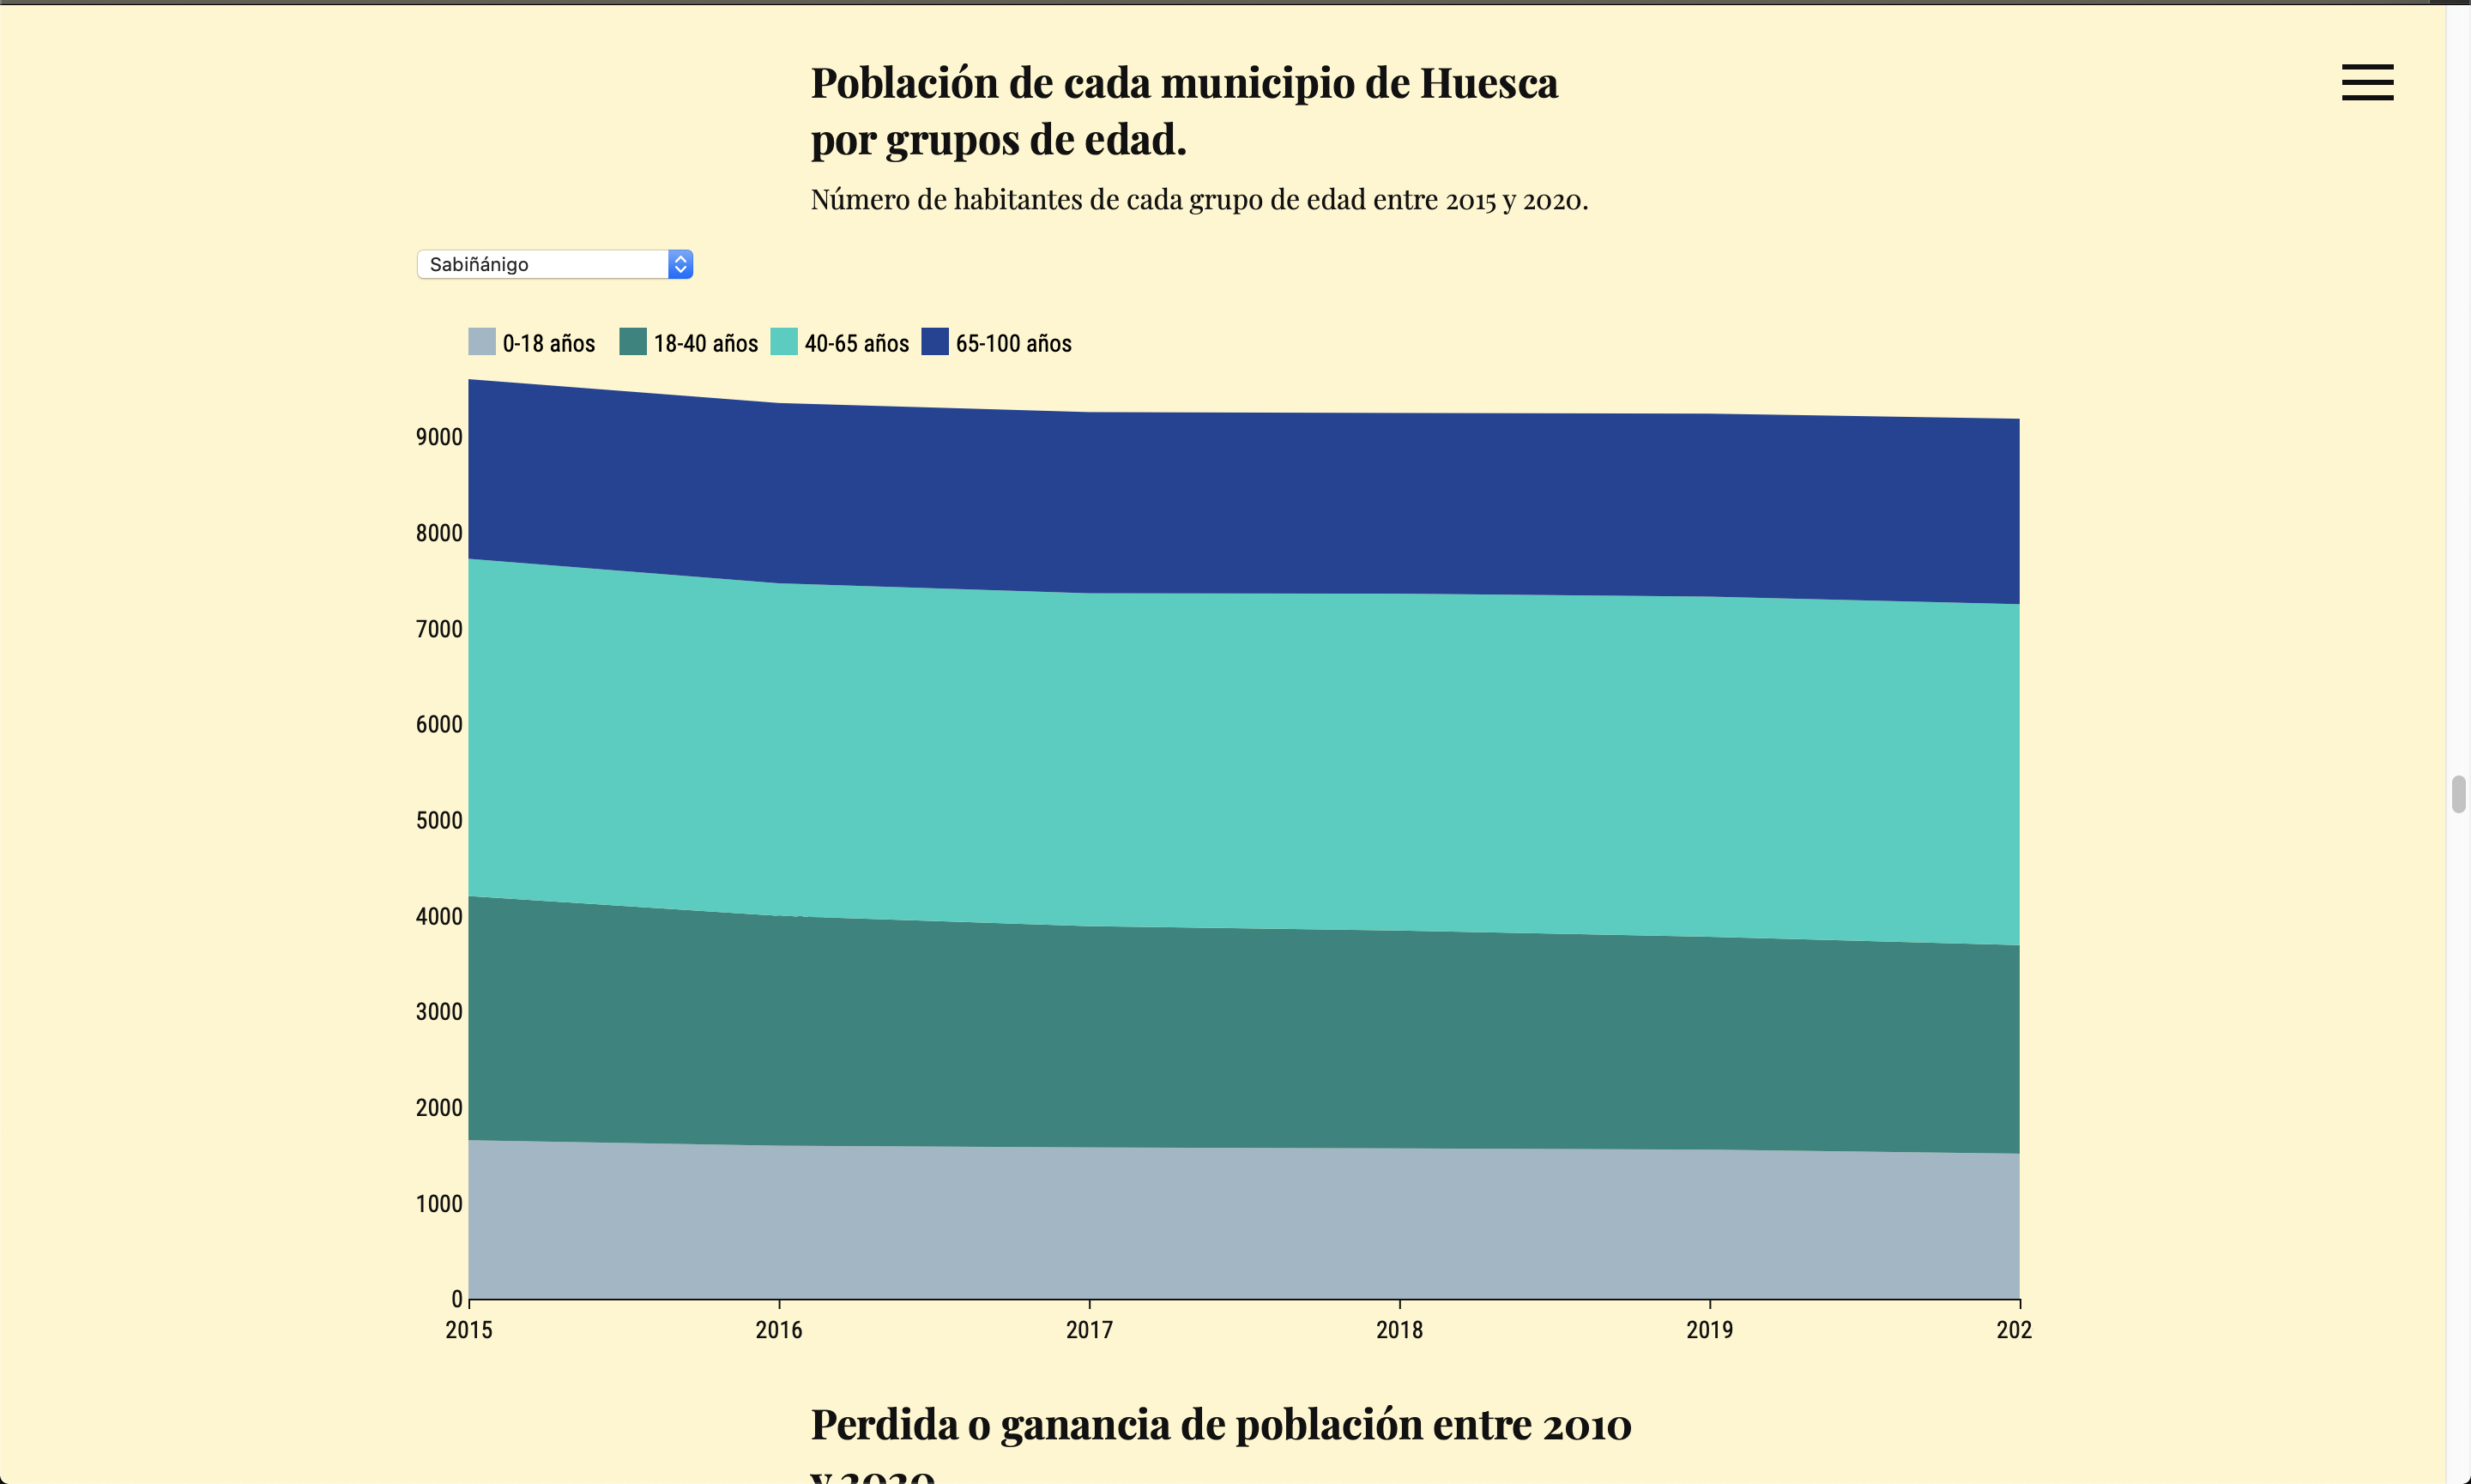 Población de cada municipio de Huesca
por grupos de edad.
Número de habitantes de cada grupo de edad entre 2015 y 2020.
Sabiñánigo
0-18 años 18-40 años 40-65 años 65-100 años
9000
8000
7000
6000
5000
4000
3000
2000
1000
0
2015 2016 2017 2018 2019 202
Perdida o ganancia de población entre 2010
y 2020